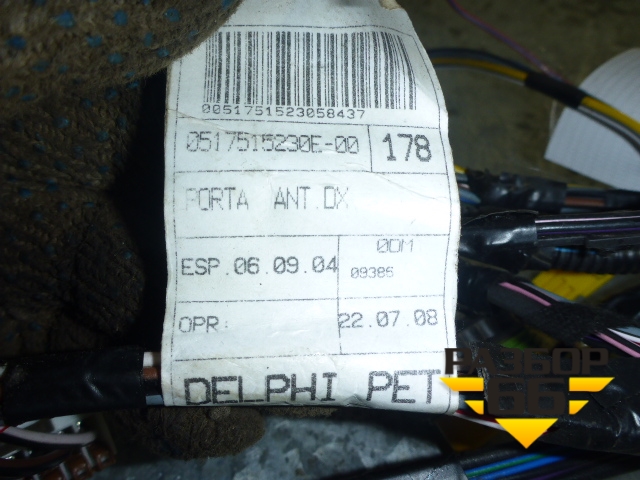 0051751523058437
0517515230E-00 178
PORTA ANT.DX
ESP.06.09.04
0DM
09385
OPR:
22.07.08
DELPHI PET
РАЗБОР
66